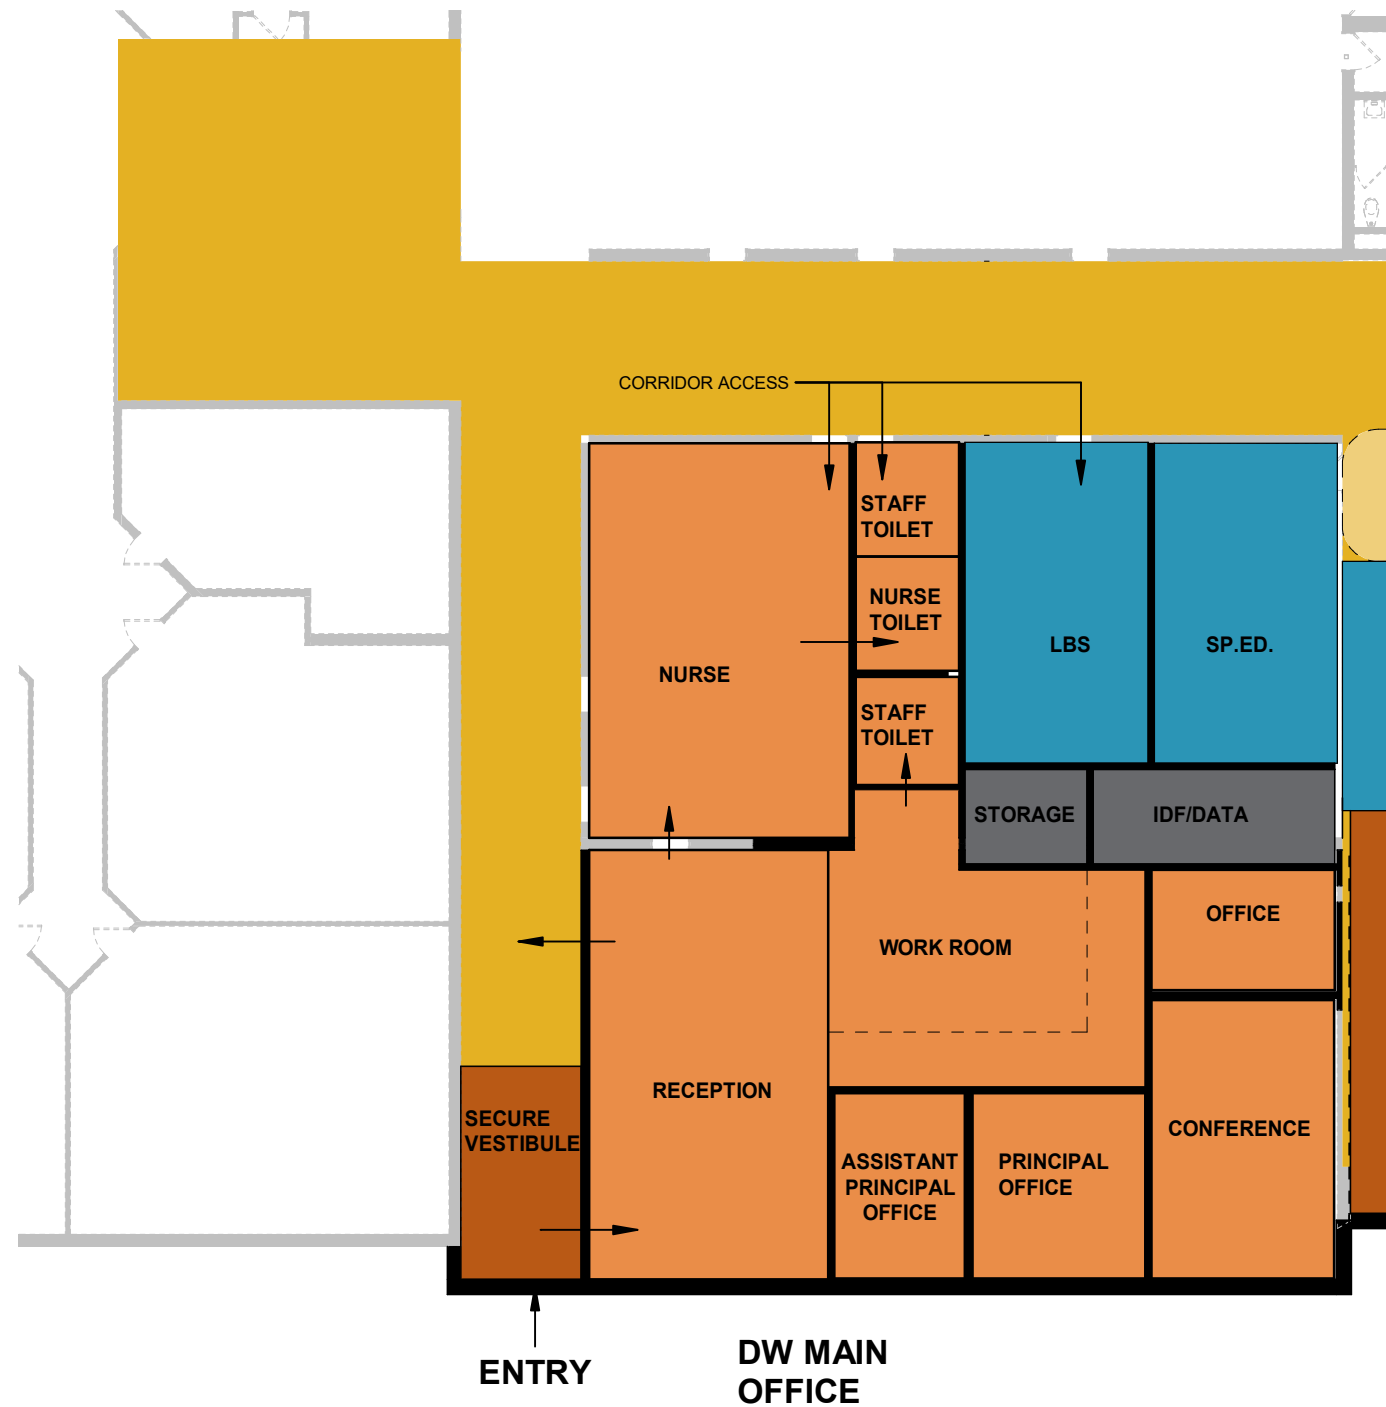 CORRIDOR ACCESS
STAFF
TOILET
NURSE
TOILET
LBS
SP.ED.
NURSE
STAFF
TOILET
STORAGE
IDF/DATA
OFFICE
WORK ROOM
RECEPTION
SECURE
VESTIBULE
CONFERENCE
ASSISTANT
PRINCIPAL
OFFICE
PRINCIPAL
OFFICE
ENTRY
DW MAIN
OFFICE